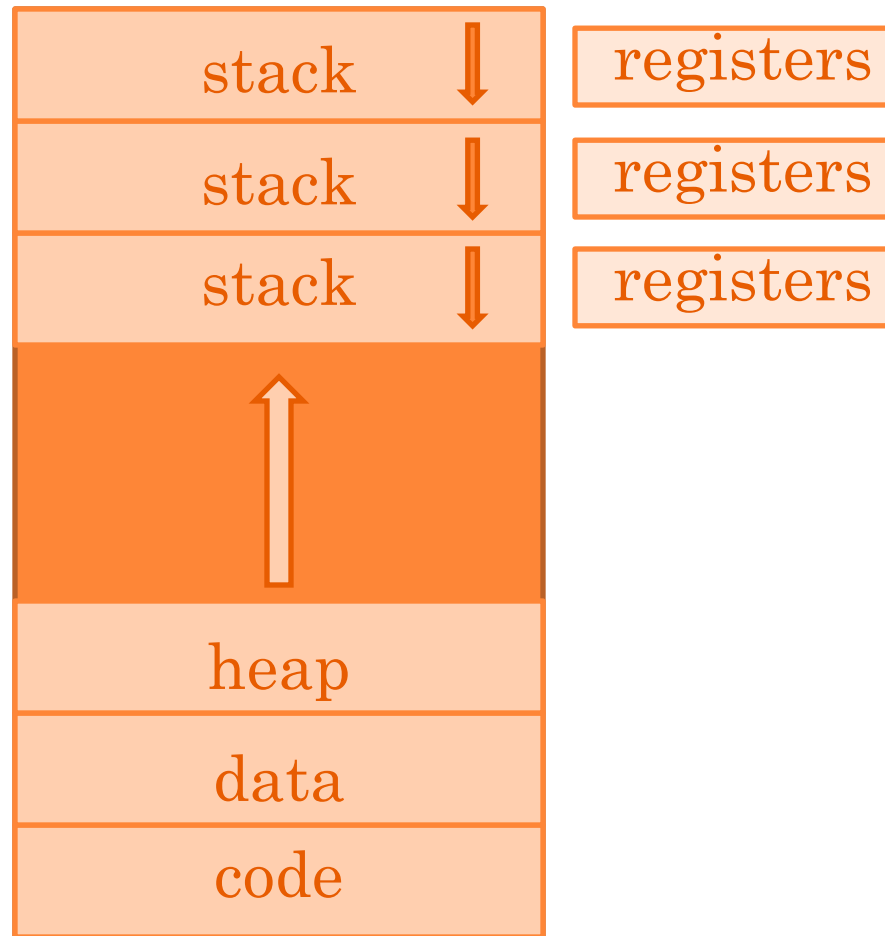 stack
registers
stack
registers
stack
registers
heap
data
code